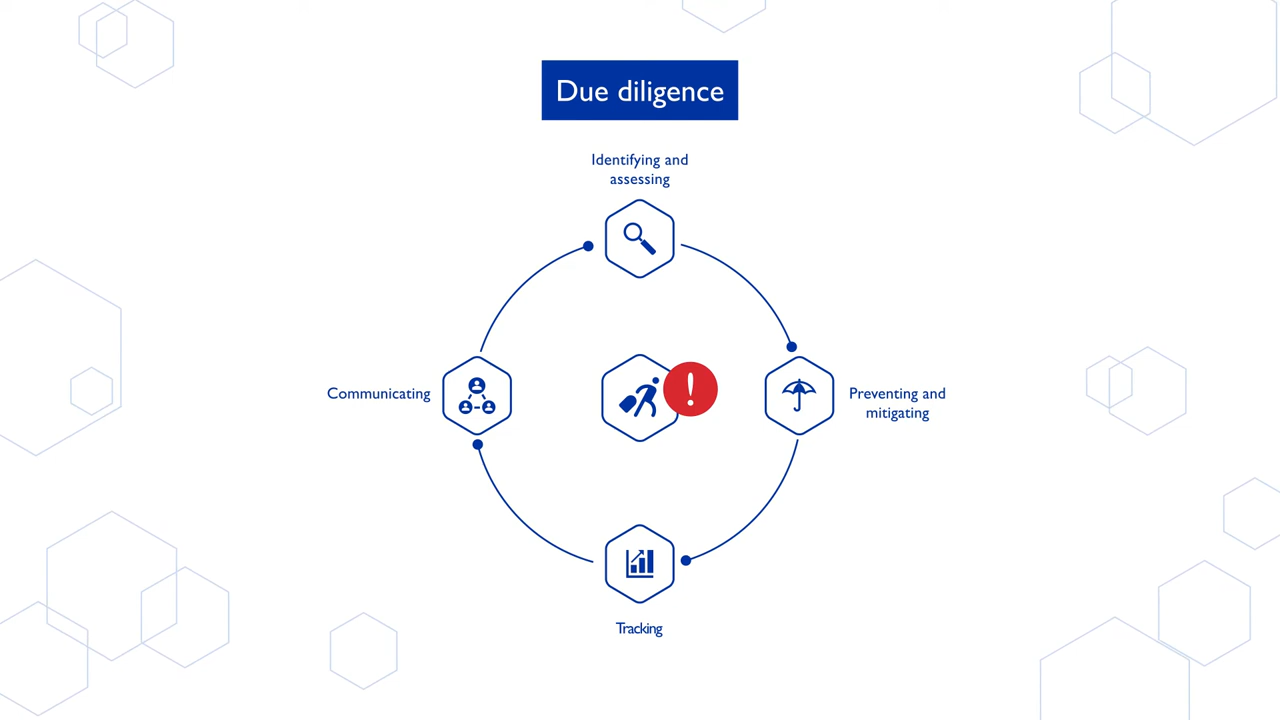 Due diligence
Identifying and
assessing
Communicating
Preventing and
mitigating
Tracking